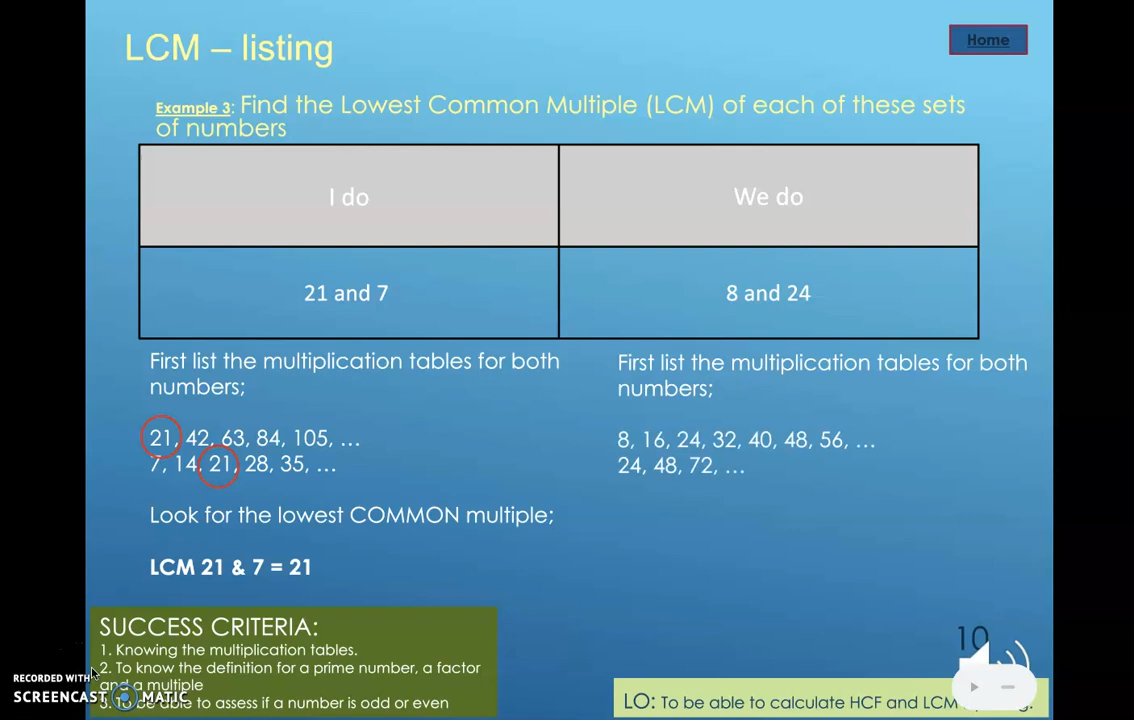 LCM – listing
Home
Example 3: Find the Lowest Common Multiple (LCM) of each of these sets
of numbers
I do
We do
21 and 7
8 and 24
First list the multiplication tables for both
numbers;
21, 42, 63, 84, 105, …
7, 14, 21, 28, 35, …
Look for the lowest COMMON multiple;
LCM 21 & 7 = 21
First list the multiplication tables for both
numbers;
8, 16, 24, 32, 40, 48, 56, …
24, 48, 72, …
SUCCESS CRITERIA:
1. Knowing the multiplication tables.
2. To know the definition for a prime number, a factor
and a multiple
3. To be able to assess if a number is odd or even
RECORDED WITH
SCREENCAST MATIC
10
LO: To be able to calculate HCF and LCM